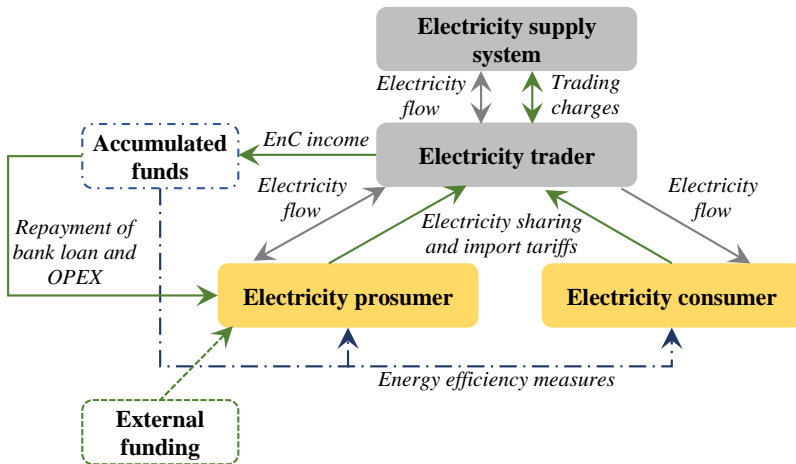 Electricity supply
system
Electricity
flow
Trading
charges
EnC income
Accumulated
funds
Electricity trader
Electricity
flow
Electricity
flow
Electricity sharing
and import tariffs
Repayment of
bank loan and
OPEX
Electricity prosumer
Electricity consumer
Energy efficiency measures
External
funding